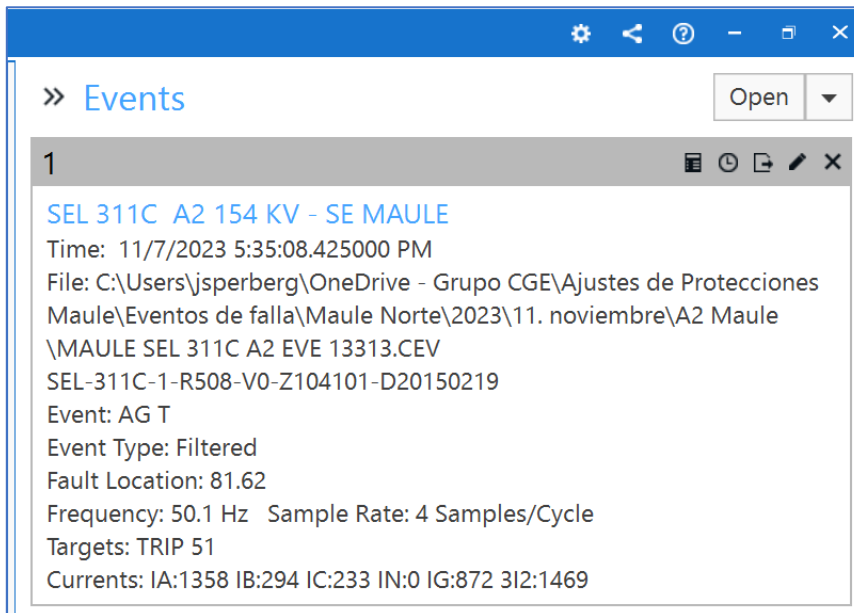 Events
Open
1
SEL 311C  A2 154 KV - SE MAULE
Time:  11/7/2023 5:35:08.425000 PM
File: C:\Users\jsperberg\OneDrive - Grupo CGE\Ajustes de Protecciones
Maule\Eventos de falla\Maule Norte\2023\11. noviembre\A2 Maule
\MAULE SEL 311C A2 EVE 13313.CEV
SEL-311C-1-R508-V0-Z104101-D20150219
Event: AG T
Event Type: Filtered
Fault Location: 81.62
Frequency: 50.1 Hz   Sample Rate: 4 Samples/Cycle
Targets: TRIP 51
Currents: IA:1358 IB:294 IC:233 IN:0 IG:872 3I2:1469